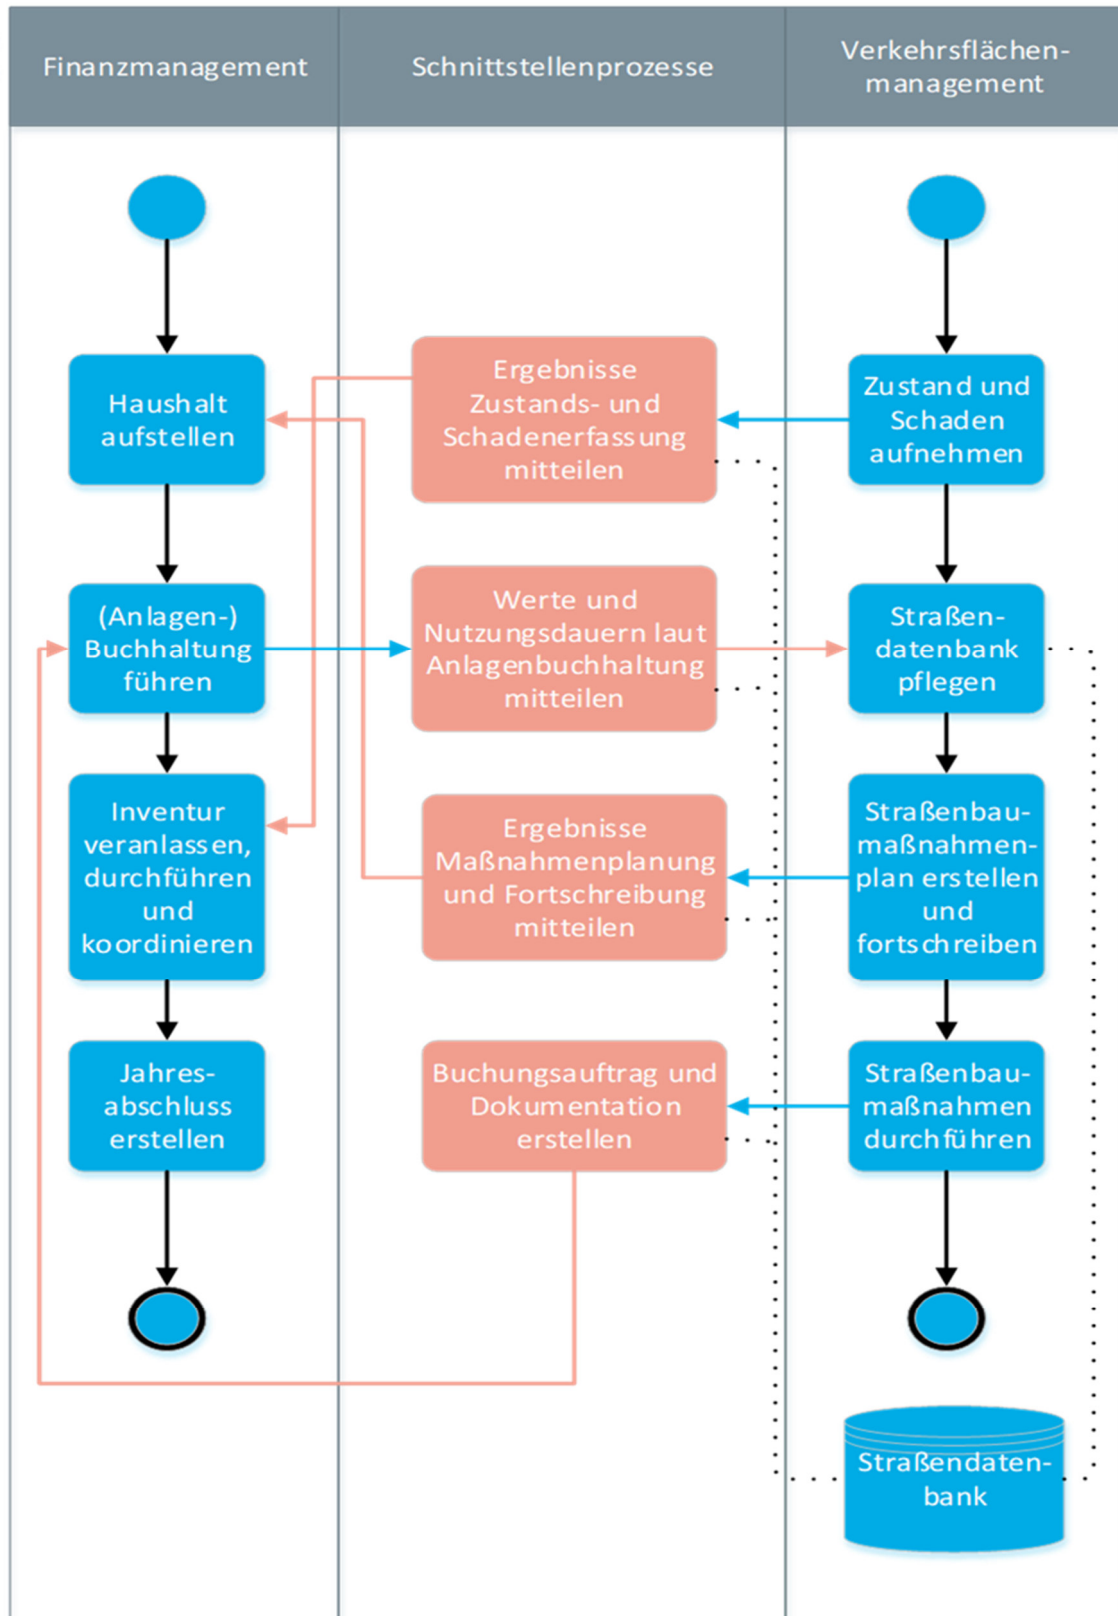 Finanzmanagement
Schnittstellenprozesse
Verkehrsflächen-
management
Haushalt
aufstellen
Ergebnisse
Zustands- und
Schadenerfassung
mitteilen
Zustand und
Schaden
aufnehmen
(Anlagen-)
Buchhaltung
führen
Werte und
Nutzungsdauern laut
Anlagenbuchhaltung
mitteilen
Straßen-
datenbank
pflegen
Inventur
veranlassen,
durchführen
und
koordinieren
Ergebnisse
Maßnahmenplanung
und Fortschreibung
mitteilen
Straßenbau-
maßnahmen-
plan erstellen
und
fortschreiben
Jahres-
abschluss
erstellen
Buchungsauftrag und
Dokumentation
erstellen
Straßenbau-
maßnahmen
durchführen
Straßendaten-
bank